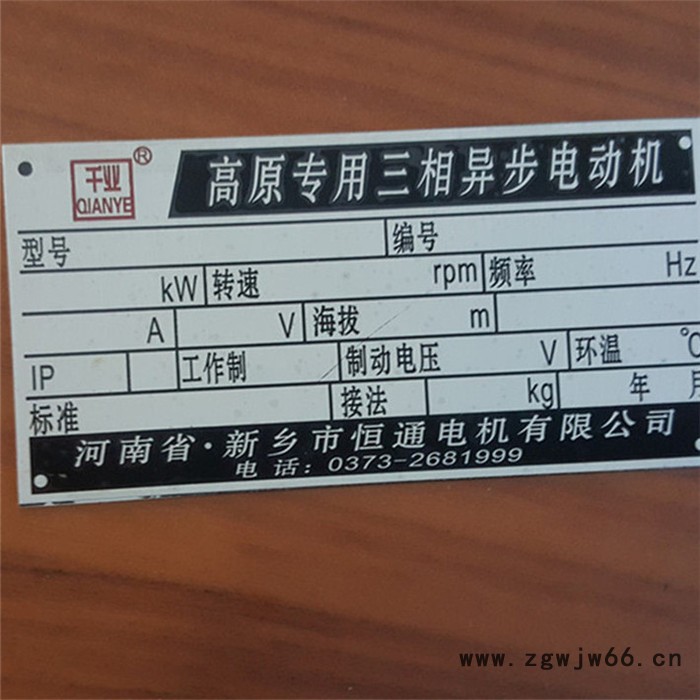 千业 QIANYE ® 高原专用三相异步电动机
型号 编号
kW 转速 rpm 频率 Hz
A V 海拔 m
IP 工作制 制动电压 V 环温 ℃
标准 接法 kg 年 月
河南省·新乡市恒通电机有限公司
电话：0373-2681999
www.zgwjw66.cn